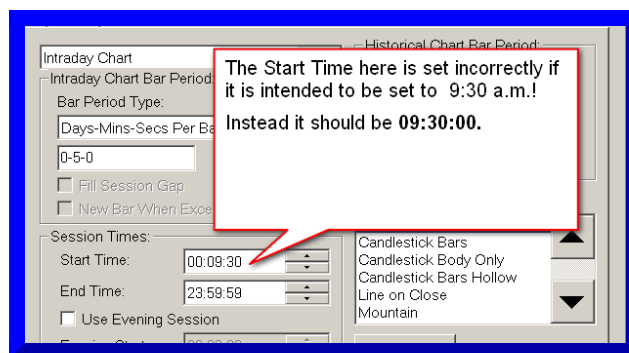 Historical Chart Bar Period:
Intraday Chart
The Start Time here is set incorrectly if
it is intended to be set to 9:30 a.m.!
Instead it should be 09:30:00.
Intraday Chart Bar Period:
Bar Period Type:
Days-Mins-Secs Per Ba
0-5-0
Fill Session Gap
New Bar When Exce
Session Times:
Start Time: 00:09:30
End Time: 23:59:59
Use Evening Session
Candlestick Bars
Candlestick Body Only
Candlestick Bars Hollow
Line on Close
Mountain